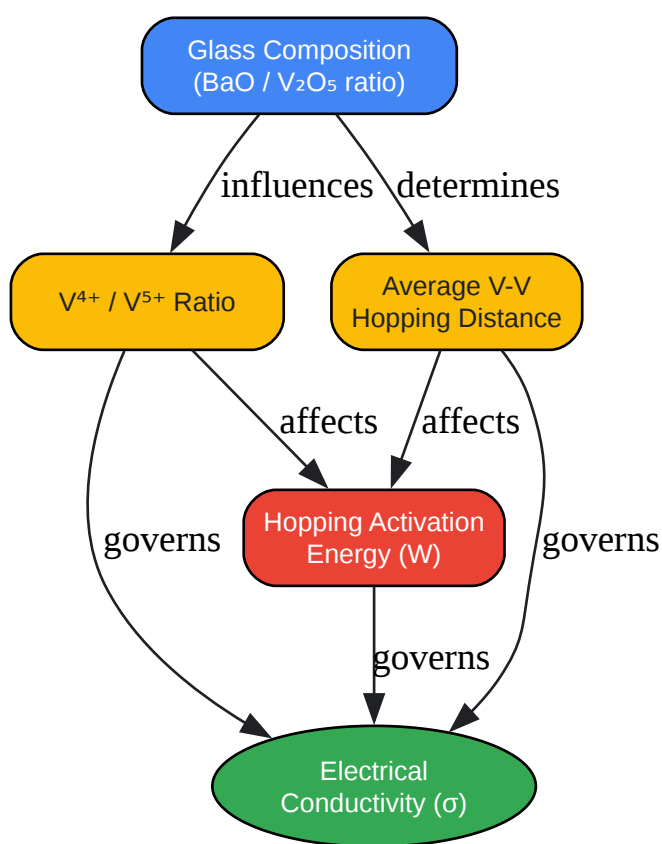 Glass Composition
(BaO / V₂O₅ ratio)
influences
determines
V⁴⁺ / V⁵⁺ Ratio
Average V-V
Hopping Distance
affects
affects
Hopping Activation
Energy (W)
governs
governs
governs
Electrical
Conductivity (σ)